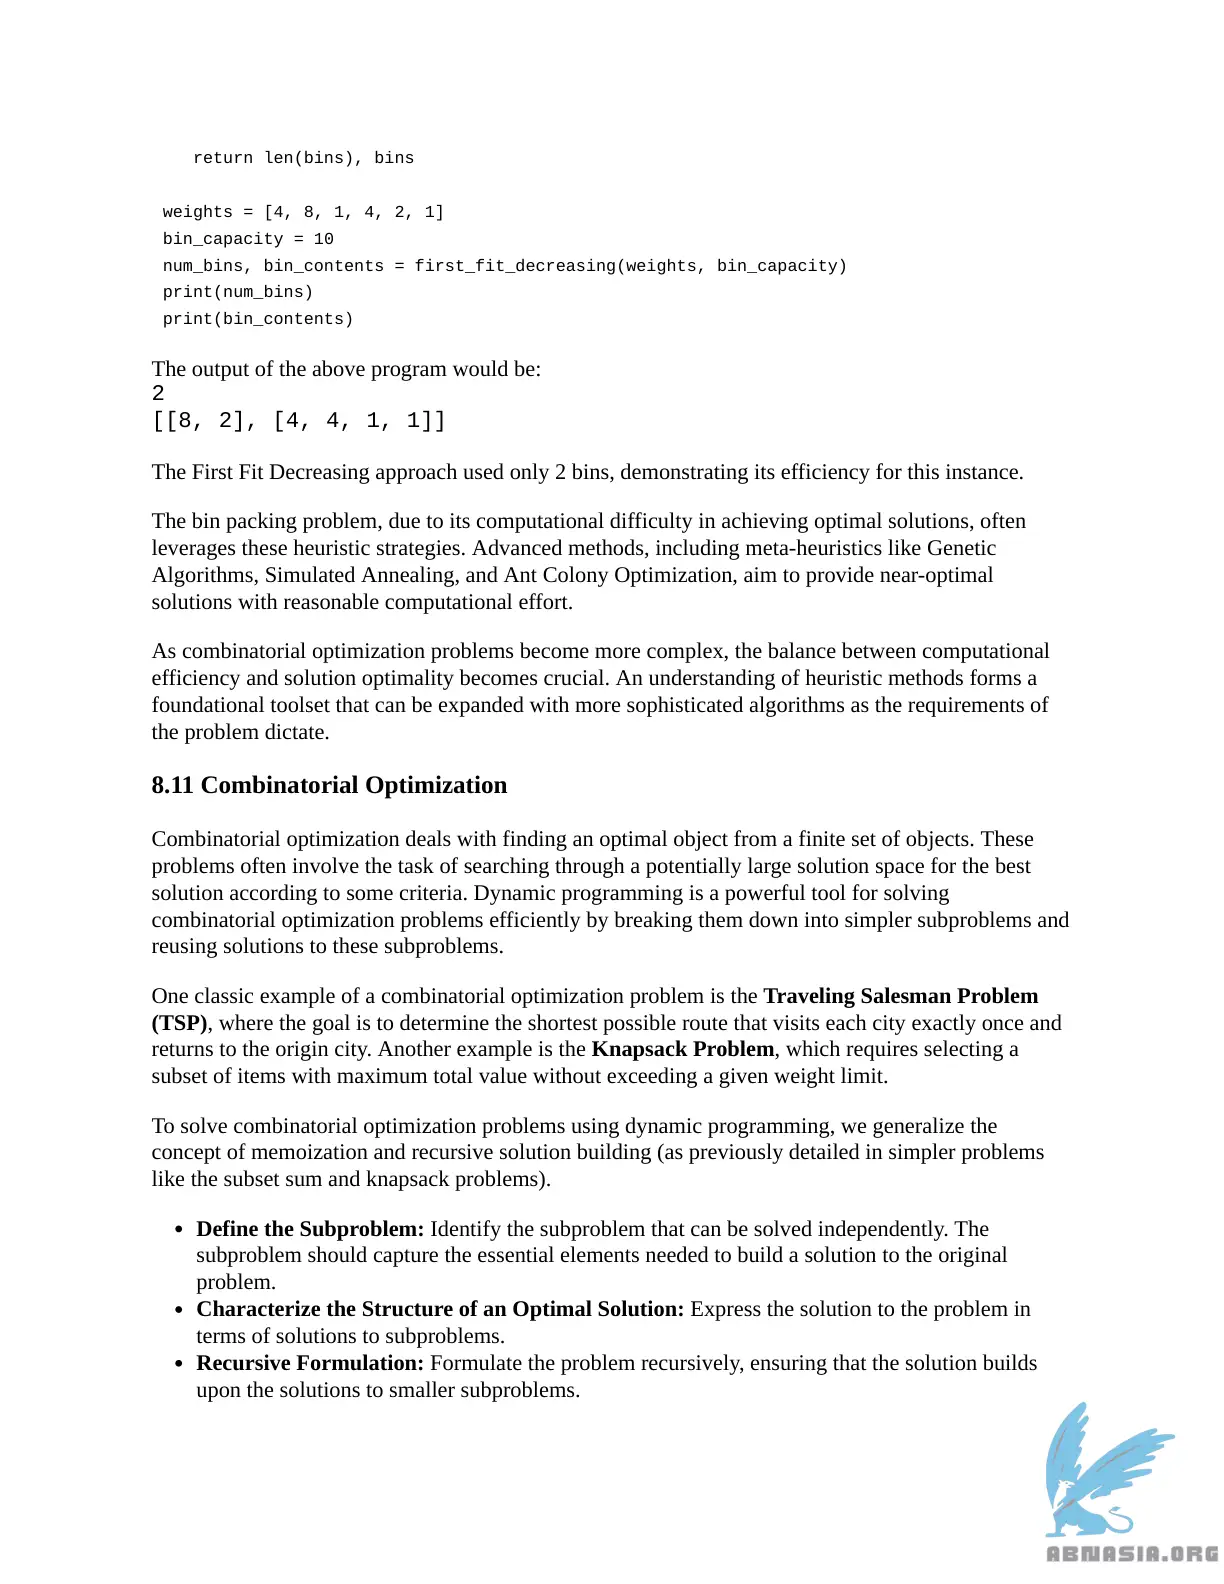 return len(bins), bins
weights = [4, 8, 1, 4, 2, 1]
bin_capacity = 10
num_bins, bin_contents = first_fit_decreasing(weights, bin_capacity)
print(num_bins)
print(bin_contents)
The output of the above program would be:
2
[[8, 2], [4, 4, 1, 1]]
The First Fit Decreasing approach used only 2 bins, demonstrating its efficiency for this instance.
The bin packing problem, due to its computational difficulty in achieving optimal solutions, often
leverages these heuristic strategies. Advanced methods, including meta-heuristics like Genetic
Algorithms, Simulated Annealing, and Ant Colony Optimization, aim to provide near-optimal
solutions with reasonable computational effort.
As combinatorial optimization problems become more complex, the balance between computational
efficiency and solution optimality becomes crucial. An understanding of heuristic methods forms a
foundational toolset that can be expanded with more sophisticated algorithms as the requirements of
the problem dictate.
8.11 Combinatorial Optimization
Combinatorial optimization deals with finding an optimal object from a finite set of objects. These
problems often involve the task of searching through a potentially large solution space for the best
solution according to some criteria. Dynamic programming is a powerful tool for solving
combinatorial optimization problems efficiently by breaking them down into simpler subproblems and
reusing solutions to these subproblems.
One classic example of a combinatorial optimization problem is the Traveling Salesman Problem
(TSP), where the goal is to determine the shortest possible route that visits each city exactly once and
returns to the origin city. Another example is the Knapsack Problem, which requires selecting a
subset of items with maximum total value without exceeding a given weight limit.
To solve combinatorial optimization problems using dynamic programming, we generalize the
concept of memoization and recursive solution building (as previously detailed in simpler problems
like the subset sum and knapsack problems).
• Define the Subproblem: Identify the subproblem that can be solved independently. The
subproblem should capture the essential elements needed to build a solution to the original
problem.
• Characterize the Structure of an Optimal Solution: Express the solution to the problem in
terms of solutions to subproblems.
• Recursive Formulation: Formulate the problem recursively, ensuring that the solution builds
upon the solutions to smaller subproblems.
ABNASIA.ORG